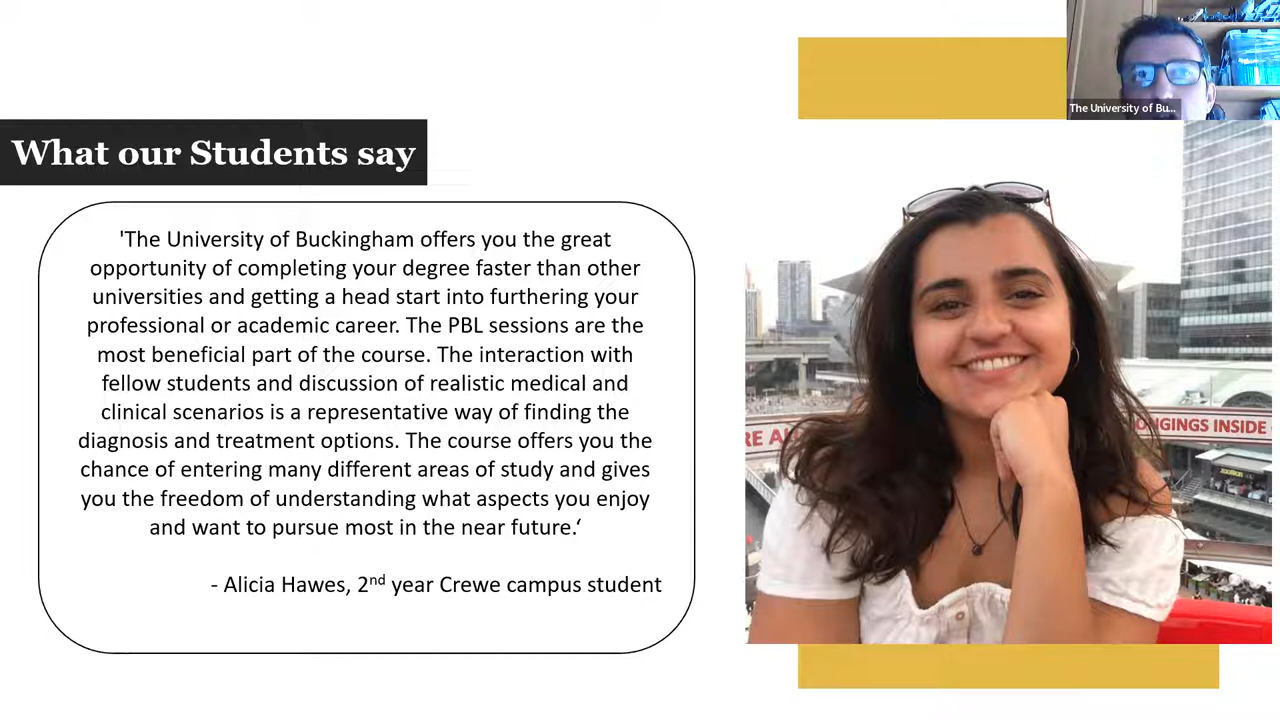 The University of Bu...
What our Students say
'The University of Buckingham offers you the great
opportunity of completing your degree faster than other
universities and getting a head start into furthering your
professional or academic career. The PBL sessions are the
most beneficial part of the course. The interaction with
fellow students and discussion of realistic medical and
clinical scenarios is a representative way of finding the
diagnosis and treatment options. The course offers you the
chance of entering many different areas of study and gives
you the freedom of understanding what aspects you enjoy
and want to pursue most in the near future.‘
- Alicia Hawes, 2nd year Crewe campus student
RE A
ONGINGS INSIDE